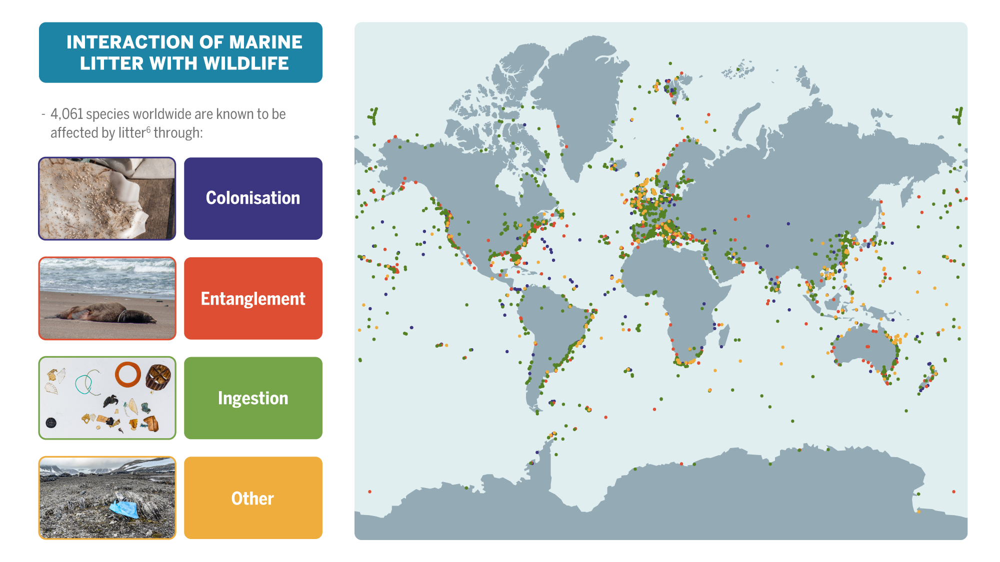 INTERACTION OF MARINE
LITTER WITH WILDLIFE
- 4,061 species worldwide are known to be
affected by litter⁶ through:
Colonisation
Entanglement
Ingestion
Other